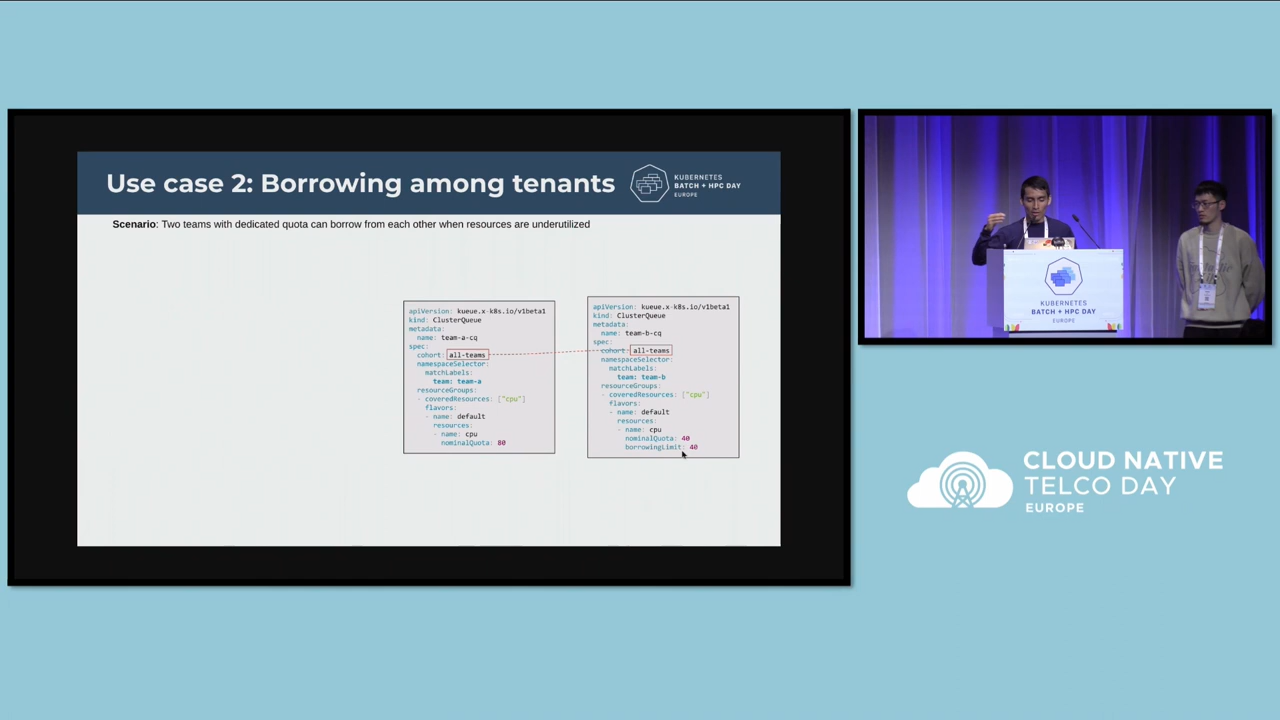 Use case 2: Borrowing among tenants
KUBERNETES
BATCH + HPC DAY
EUROPE
Scenario: Two teams with dedicated quota can borrow from each other when resources are underutilized
apiVersion: kueue.x-k8s.io/v1beta1
kind: ClusterQueue
metadata:
name: team-a-cq
spec:
cohort: all-teams
namespaceSelector:
matchLabels:
team: team-a
resourceGroups:
- coveredResources: ["cpu"]
flavors:
- name: default
resources:
- name: cpu
nominalQuota: 80
apiVersion: kueue.x-k8s.io/v1beta1
kind: ClusterQueue
metadata:
name: team-b-cq
spec:
cohort: all-teams
namespaceSelector:
matchLabels:
team: team-b
resourceGroups:
- coveredResources: ["cpu"]
flavors:
- name: default
resources:
- name: cpu
nominalQuota: 40
borrowingLimit: 40
KUBERNETES
BATCH + HPC DAY
EUROPE
CLOUD NATIVE
TELCO DAY
EUROPE